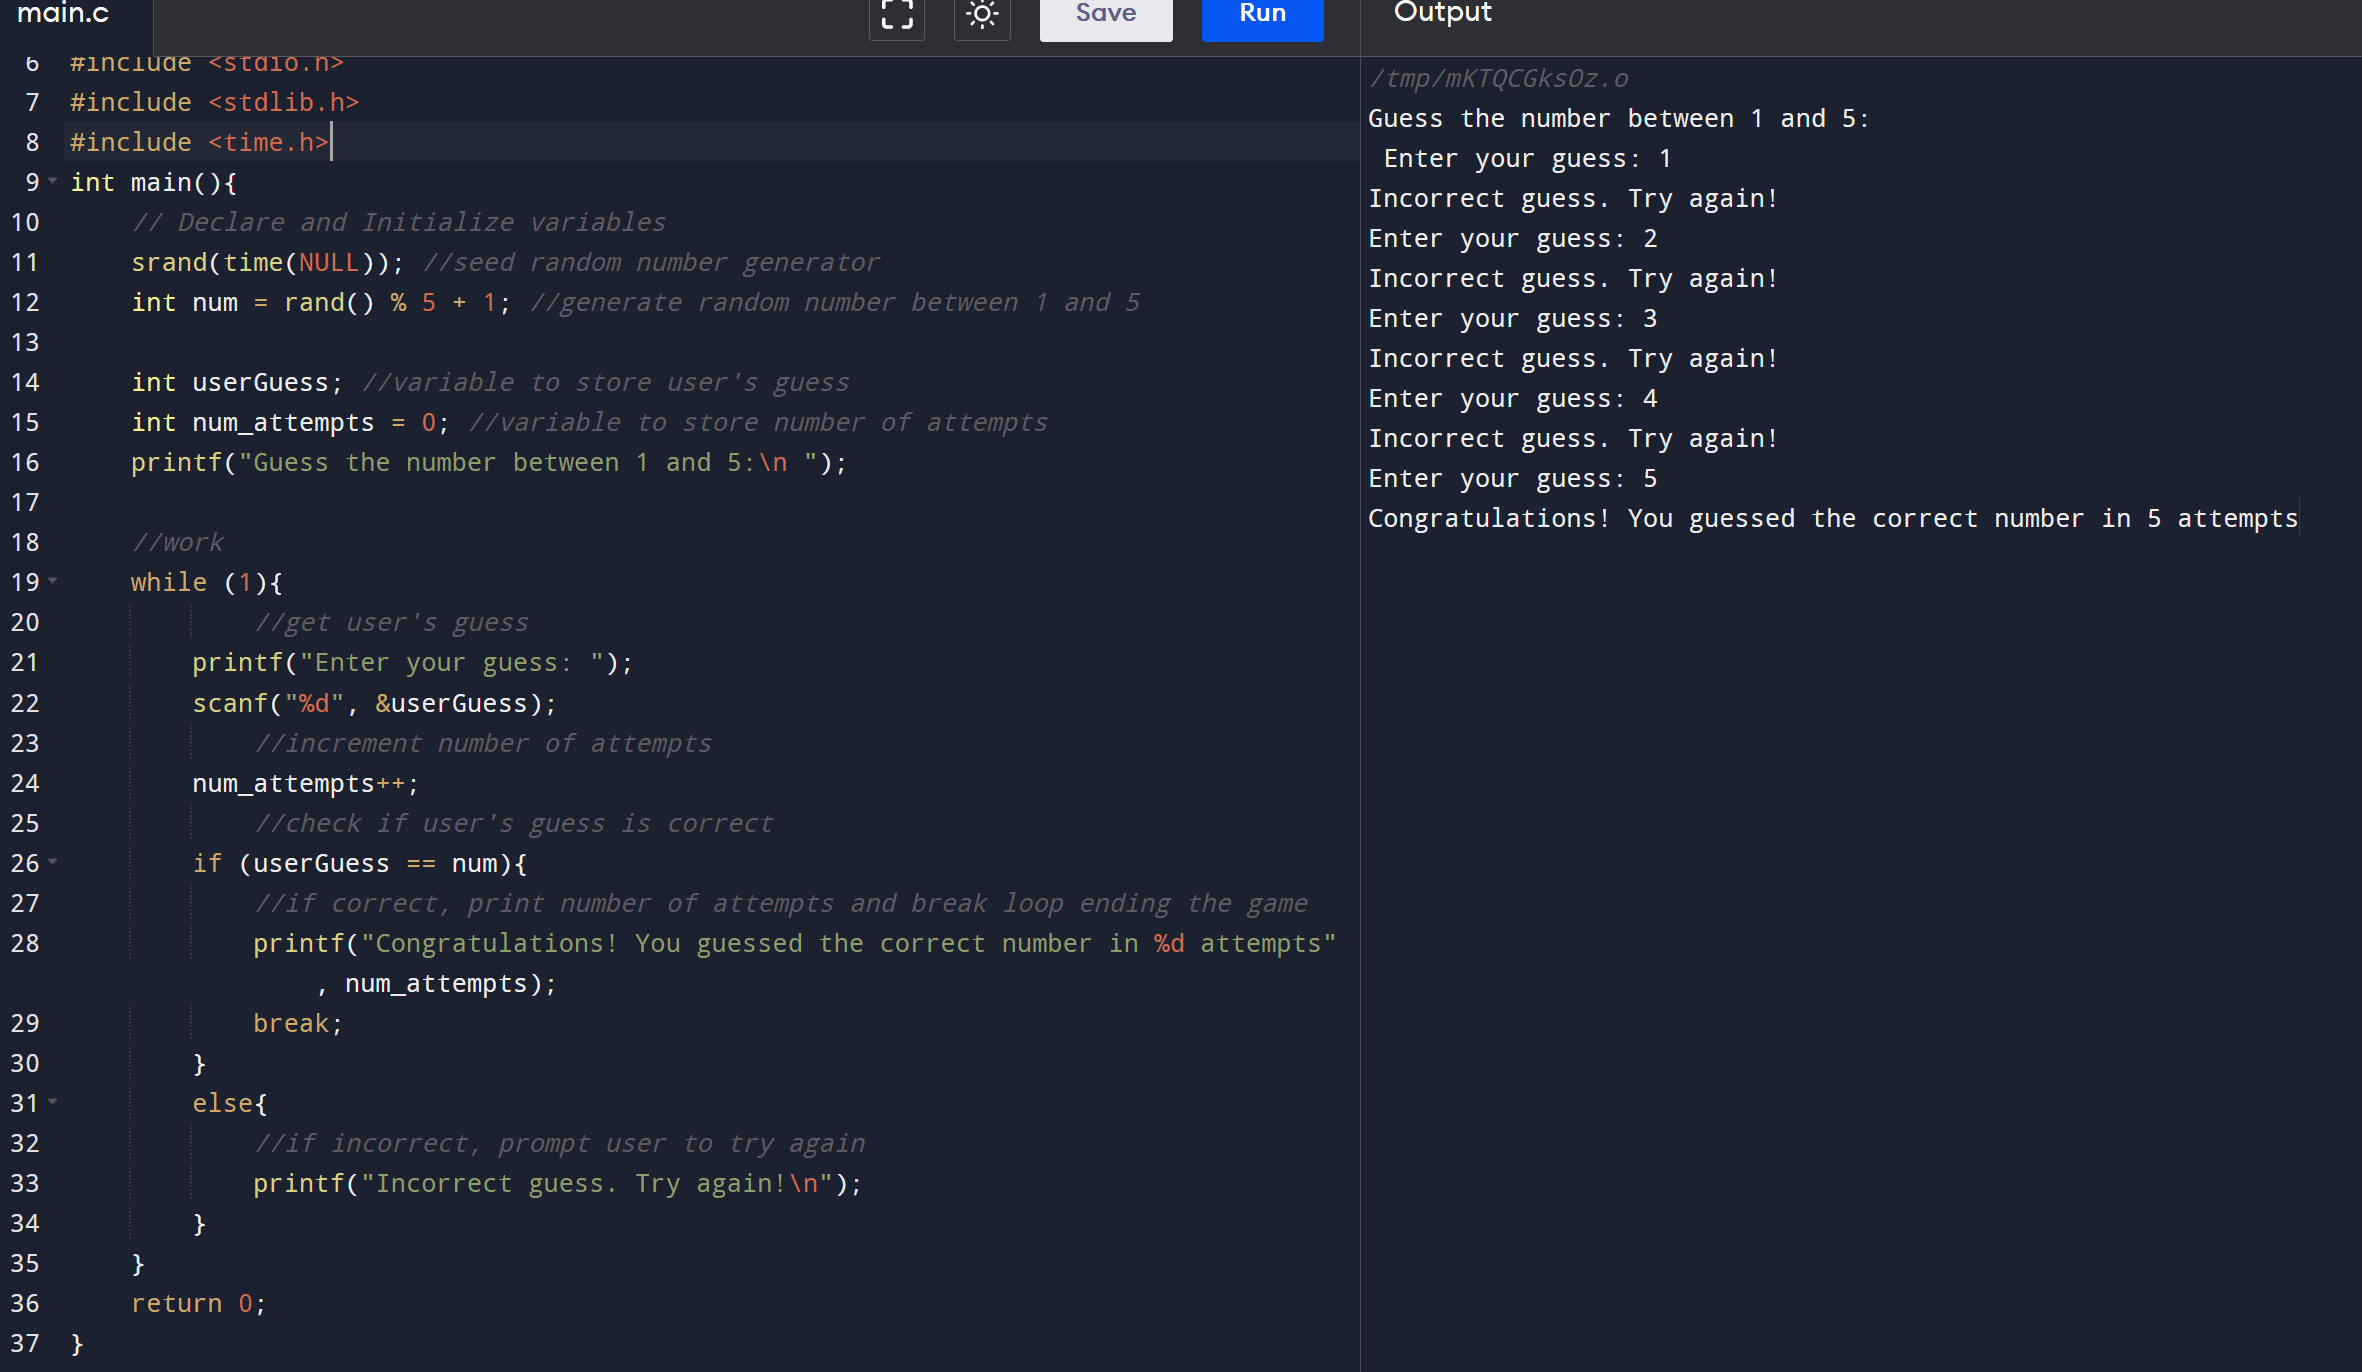 main.c
Save
Run
Output
6 #include <stdio.h>
7 #include <stdlib.h>
8 #include <time.h>
9 int main(){
10 // Declare and Initialize variables
11 srand(time(NULL)); //seed random number generator
12 int num = rand() % 5 + 1; //generate random number between 1 and 5
13
14 int userGuess; //variable to store user's guess
15 int num_attempts = 0; //variable to store number of attempts
16 printf("Guess the number between 1 and 5:\n ");
17
18 //work
19 while (1){
20 //get user's guess
21 printf("Enter your guess: ");
22 scanf("%d", &userGuess);
23 //increment number of attempts
24 num_attempts++;
25 //check if user's guess is correct
26 if (userGuess == num){
27 //if correct, print number of attempts and break loop ending the game
28 printf("Congratulations! You guessed the correct number in %d attempts"
, num_attempts);
29 break;
30 }
31 else{
32 //if incorrect, prompt user to try again
33 printf("Incorrect guess. Try again!\n");
34 }
35 }
36 return 0;
37 }
/tmp/mKTQCGksOz.o
Guess the number between 1 and 5:
Enter your guess: 1
Incorrect guess. Try again!
Enter your guess: 2
Incorrect guess. Try again!
Enter your guess: 3
Incorrect guess. Try again!
Enter your guess: 4
Incorrect guess. Try again!
Enter your guess: 5
Congratulations! You guessed the correct number in 5 attempts